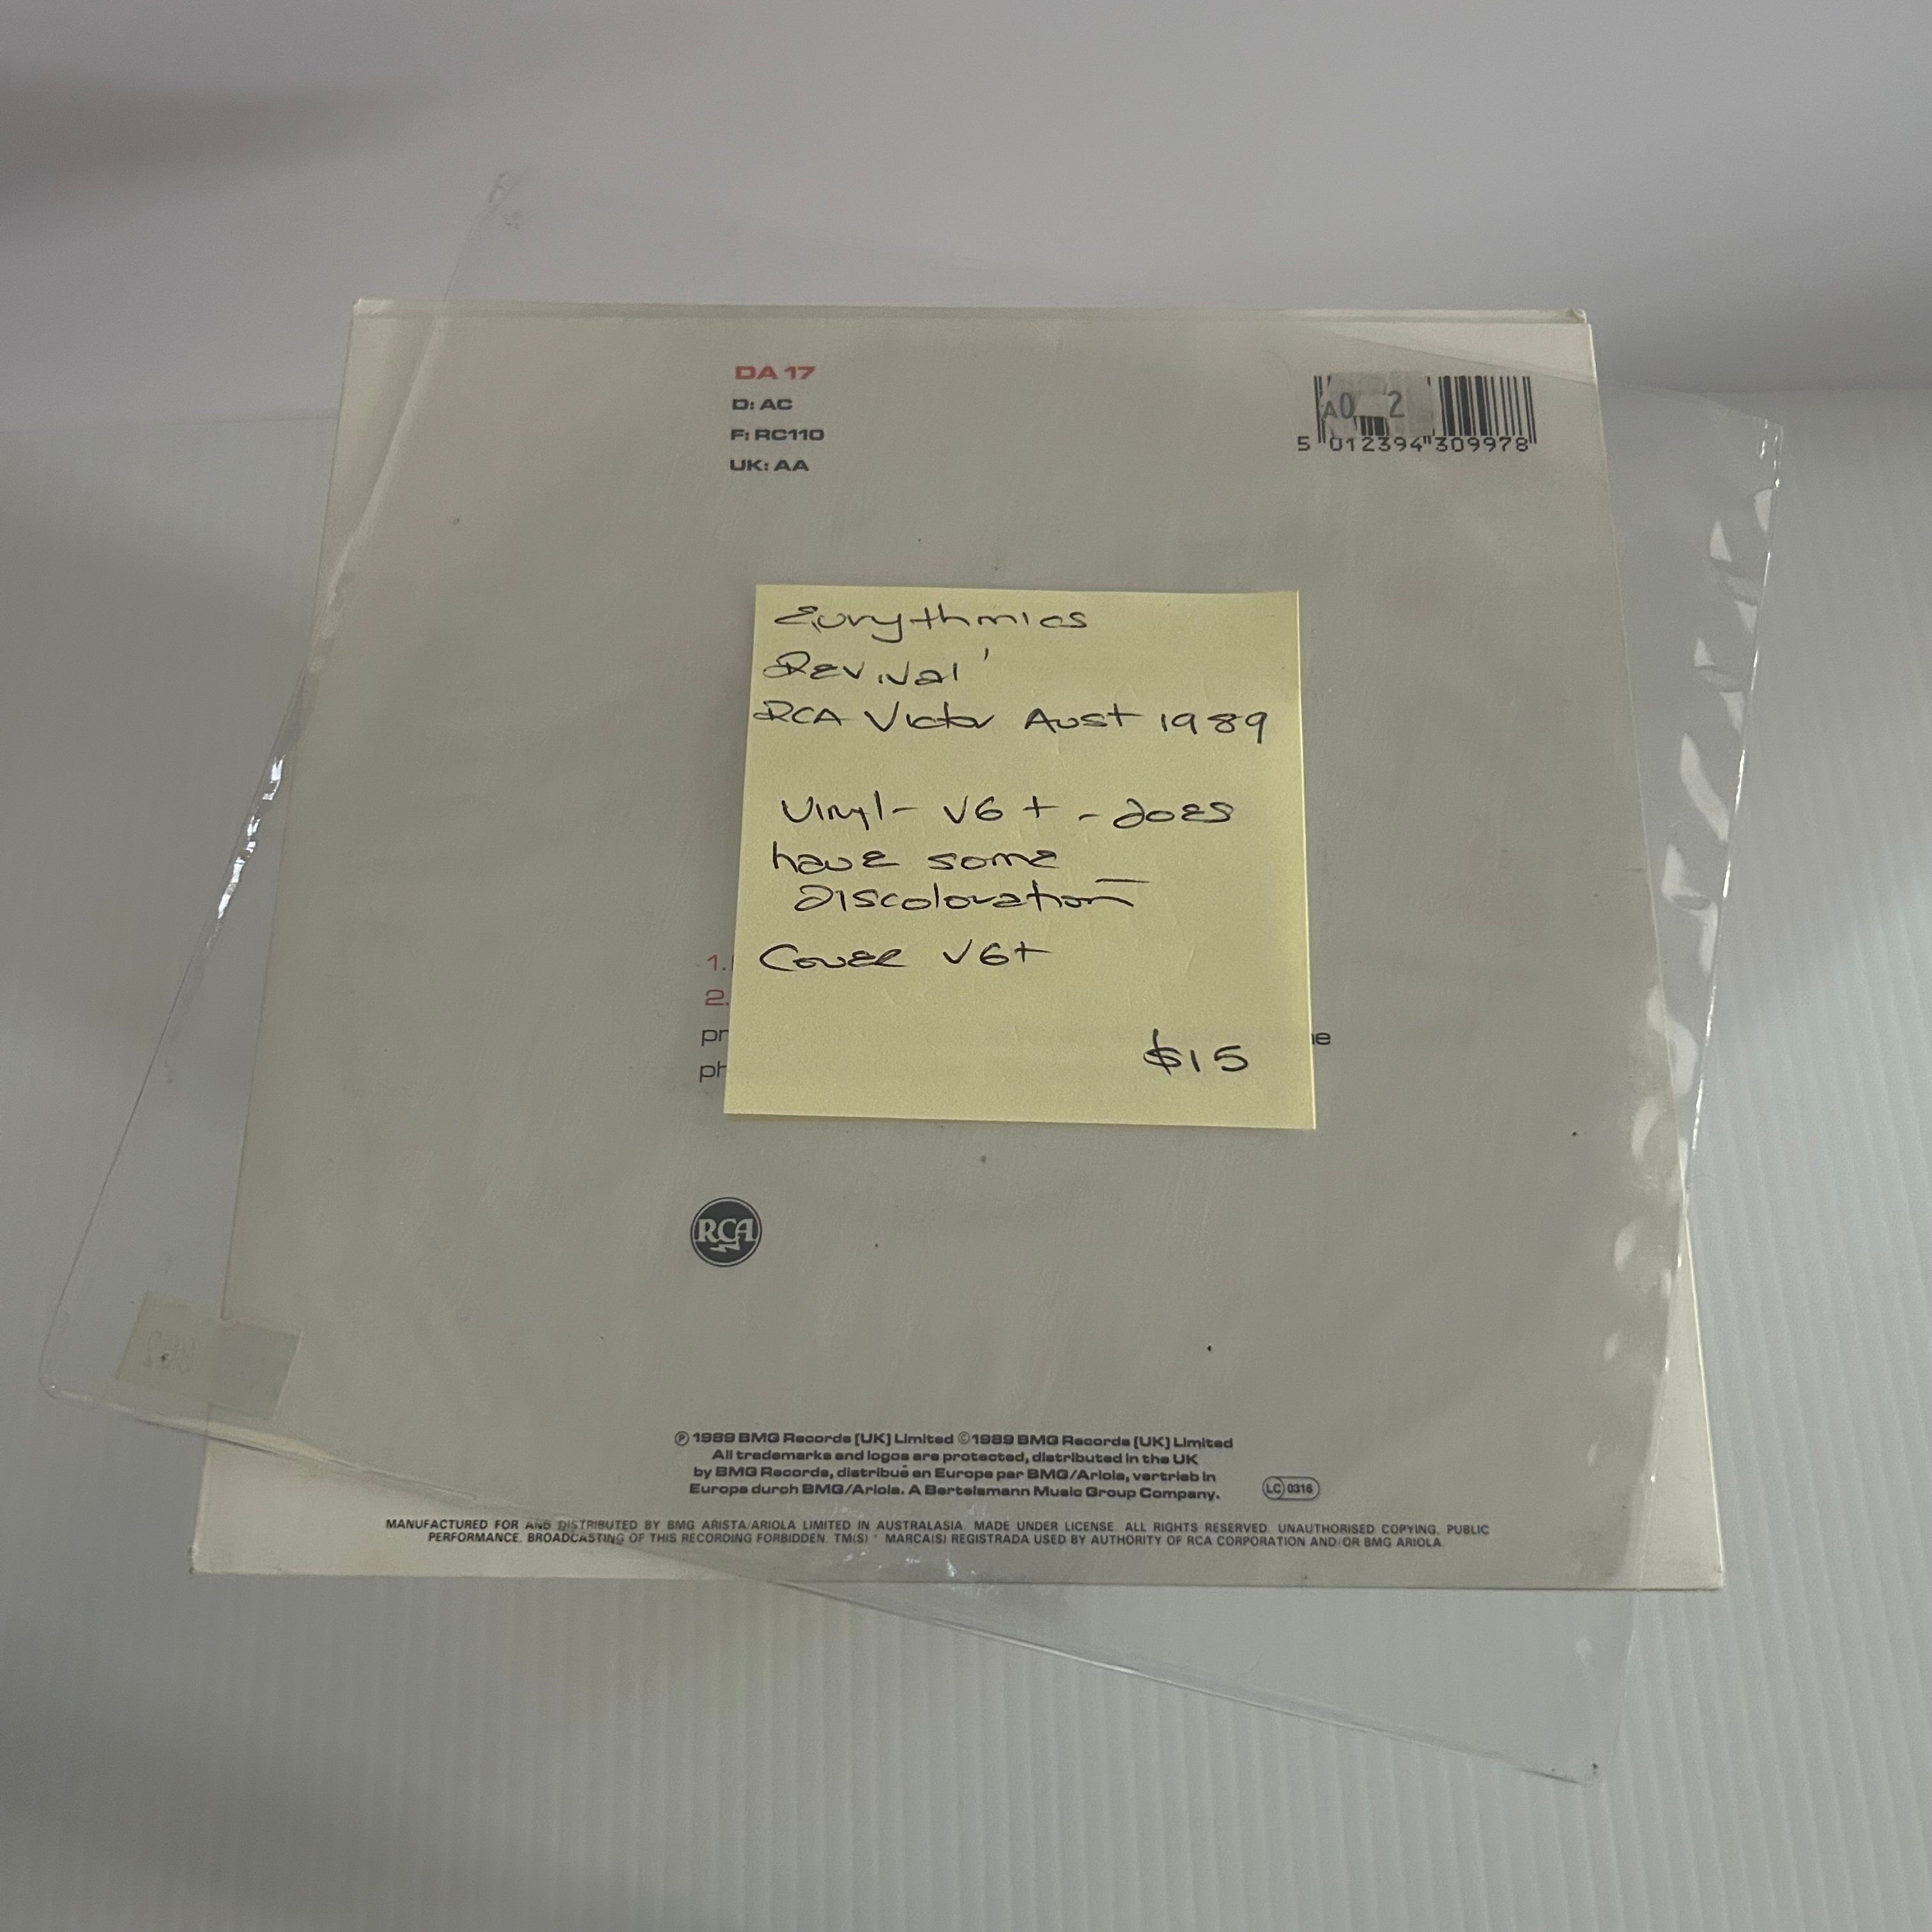 DA 17
D: AC
F: RC110
UK: AA
A0 2
5 012394 309978
Eurythmics
Revival'
RCA Victor Aust 1989
Vinyl - VG + - does
have some
discoloration
Cover VG+
$15
1.
2.
pr
ph
ne
RCA
℗ 1989 BMG Records (UK) Limited © 1989 BMG Records (UK) Limited
All trademarks and logos are protected, distributed in the UK
by BMG Records, distribué en Europe par BMG/Ariola, vertrieb in
Europa durch BMG/Ariola. A Bertelsmann Music Group Company.
LC 0316
MANUFACTURED FOR AND DISTRIBUTED BY BMG ARISTA/ARIOLA LIMITED IN AUSTRALASIA. MADE UNDER LICENSE. ALL RIGHTS RESERVED. UNAUTHORISED COPYING, PUBLIC
PERFORMANCE, BROADCASTING OF THIS RECORDING FORBIDDEN. TM(S) ® MARCA(S) REGISTRADA USED BY AUTHORITY OF RCA CORPORATION AND/OR BMG ARIOLA.